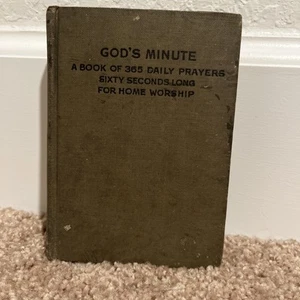 GOD'S MINUTE
A BOOK OF 365 DAILY PRAYERS
SIXTY SECONDS LONG
FOR HOME WORSHIP